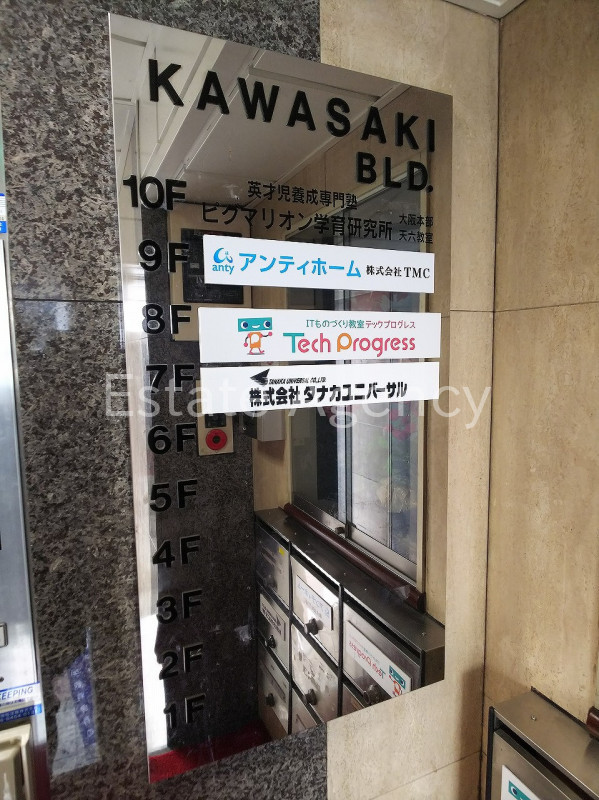 KAWASAKI
BLD.
10F
英才児養成専門塾
ピグマリオン学育研究所
大阪本部
天六教室
9F
anty
アンティホーム 株式会社TMC
8F
ITものづくり教室テックプログレス
Tech Progress
7F
TANAKA UNIVERSAL CO.,LTD.
株式会社 タナカユニバーサル
Estate Agency
6F
5F
4F
3F
2F
1F
KEEPING